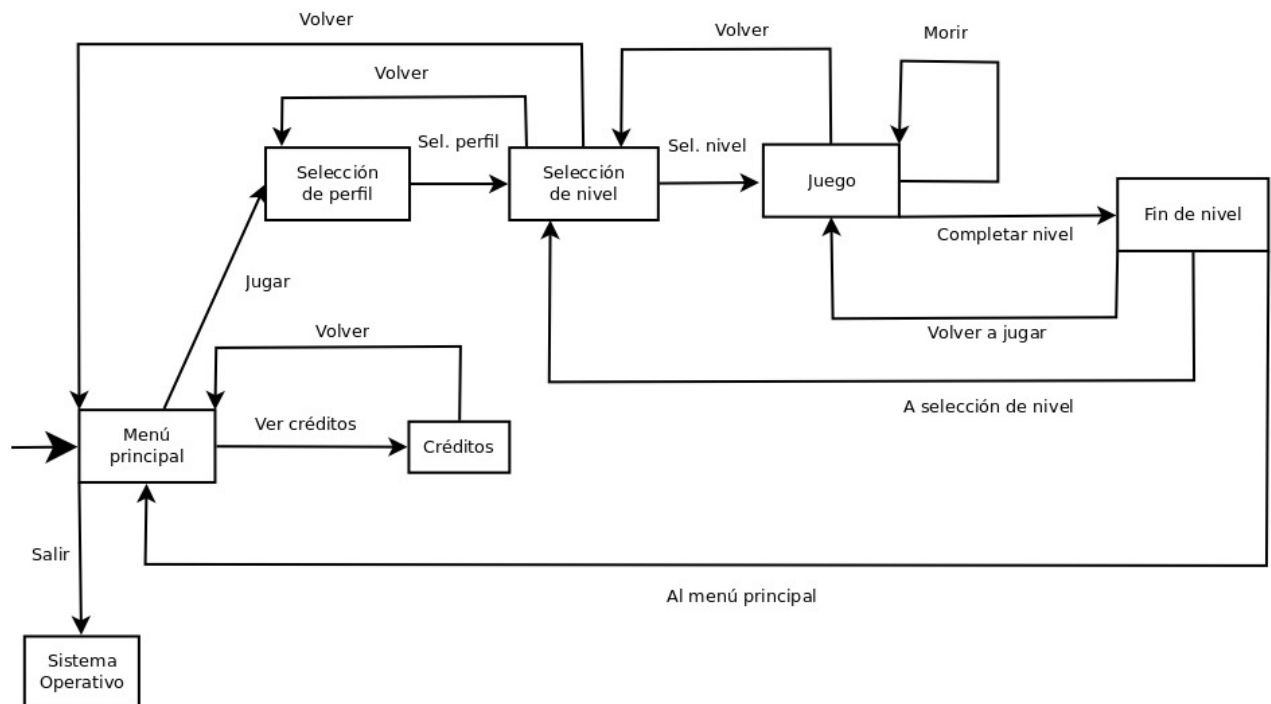 Volver
Volver
Morir
Volver
Sel. perfil
Sel. nivel
Selección
de perfil
Selección
de nivel
Juego
Fin de nivel
Completar nivel
Jugar
Volver
Volver a jugar
A selección de nivel
Ver créditos
Menú
principal
Créditos
Salir
Al menú principal
Sistema
Operativo